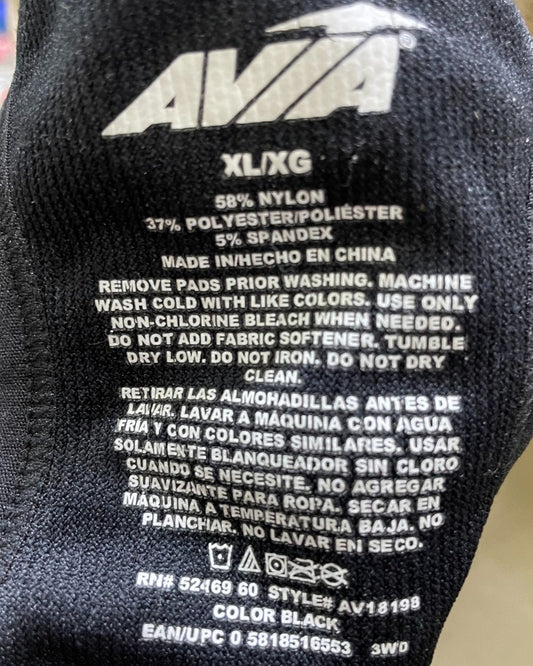 AVIA®
XL/XG
58% NYLON
37% POLYESTER/POLIÉSTER
5% SPANDEX
MADE IN/HECHO EN CHINA
REMOVE PADS PRIOR WASHING. MACHINE
WASH COLD WITH LIKE COLORS. USE ONLY
NON-CHLORINE BLEACH WHEN NEEDED.
DO NOT ADD FABRIC SOFTENER. TUMBLE
DRY LOW. DO NOT IRON. DO NOT DRY
CLEAN.
RETIRAR LAS ALMOHADILLAS ANTES DE
LAVAR. LAVAR A MÁQUINA CON AGUA
FRÍA Y CON COLORES SIMILARES. USAR
SOLAMENTE BLANQUEADOR SIN CLORO
CUANDO SE NECESITE. NO AGREGAR
SUAVIZANTE PARA ROPA. SECAR EN
MÁQUINA A TEMPERATURA BAJA. NO
PLANCHAR. NO LAVAR EN SECO.
RN# 52469 60 STYLE# AV18198
COLOR BLACK
EAN/UPC 0 5818516553 3WD